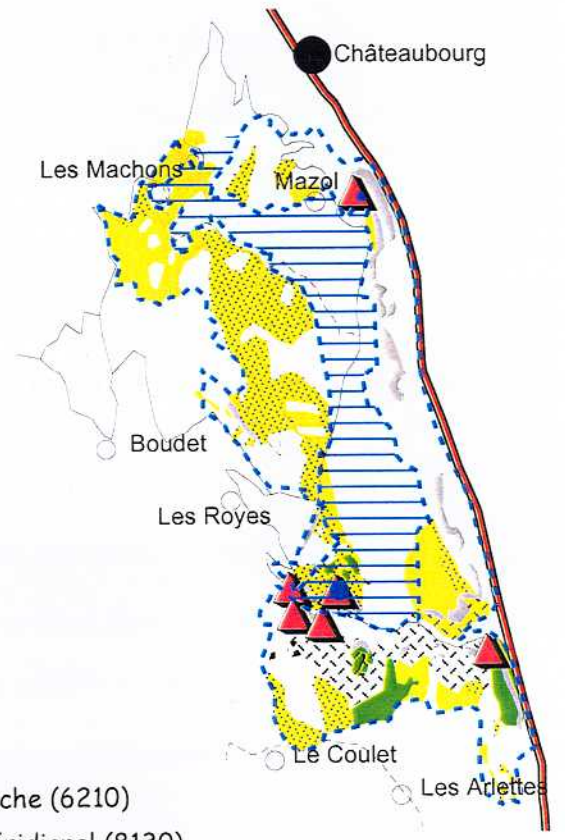 Châteaubourg
Les Machons
Mazol
Boudet
Les Royes
Le Coulet
Les Arlettes
che (6210)